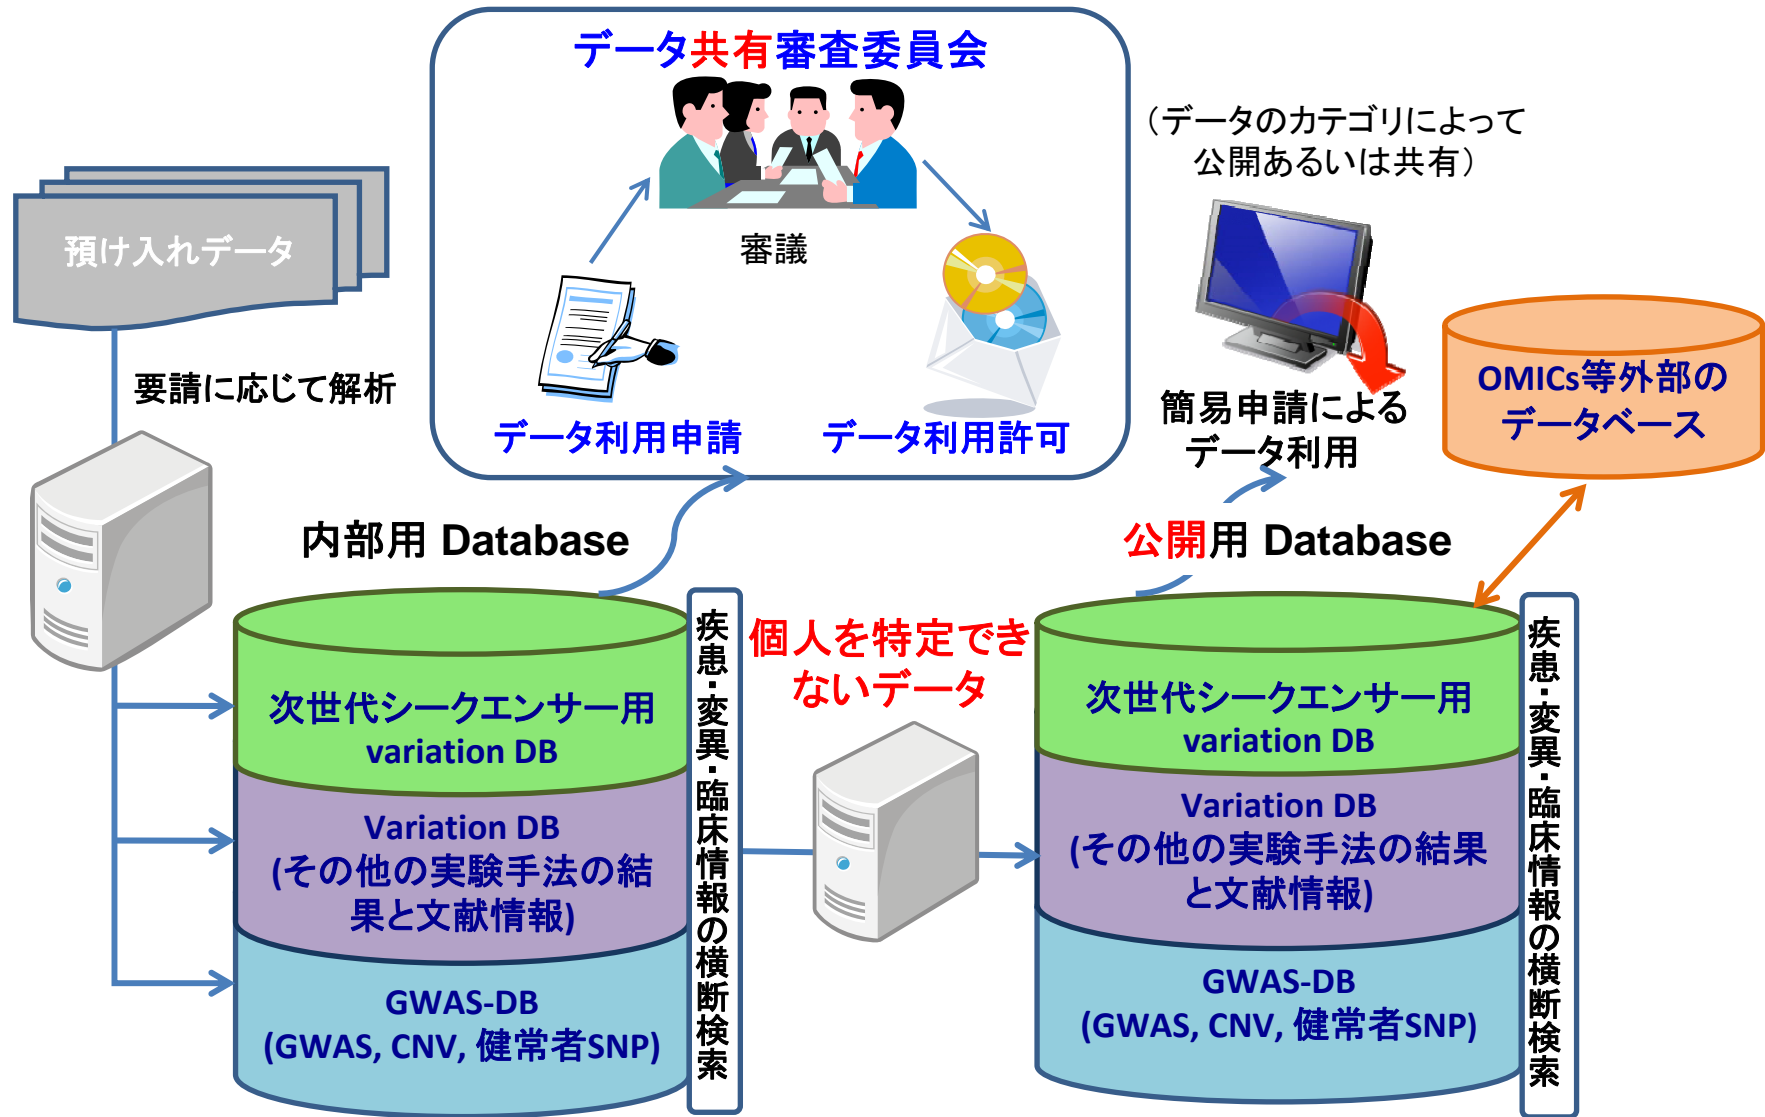 データ共有審査委員会
(データのカテゴリによって
公開あるいは共有)
預け入れデータ
審議
要請に応じて解析
データ利用申請
データ利用許可
簡易申請による
データ利用
OMICs等外部の
データベース
内部用 Database
公開用 Database
次世代シークエンサー用
variation DB
Variation DB
(その他の実験手法の結
果と文献情報)
GWAS-DB
(GWAS, CNV, 健常者SNP)
疾患・変異・臨床情報の横断検索
個人を特定でき
ないデータ
次世代シークエンサー用
variation DB
Variation DB
(その他の実験手法の結果
と文献情報)
GWAS-DB
(GWAS, CNV, 健常者SNP)
疾患・変異・臨床情報の横断検索